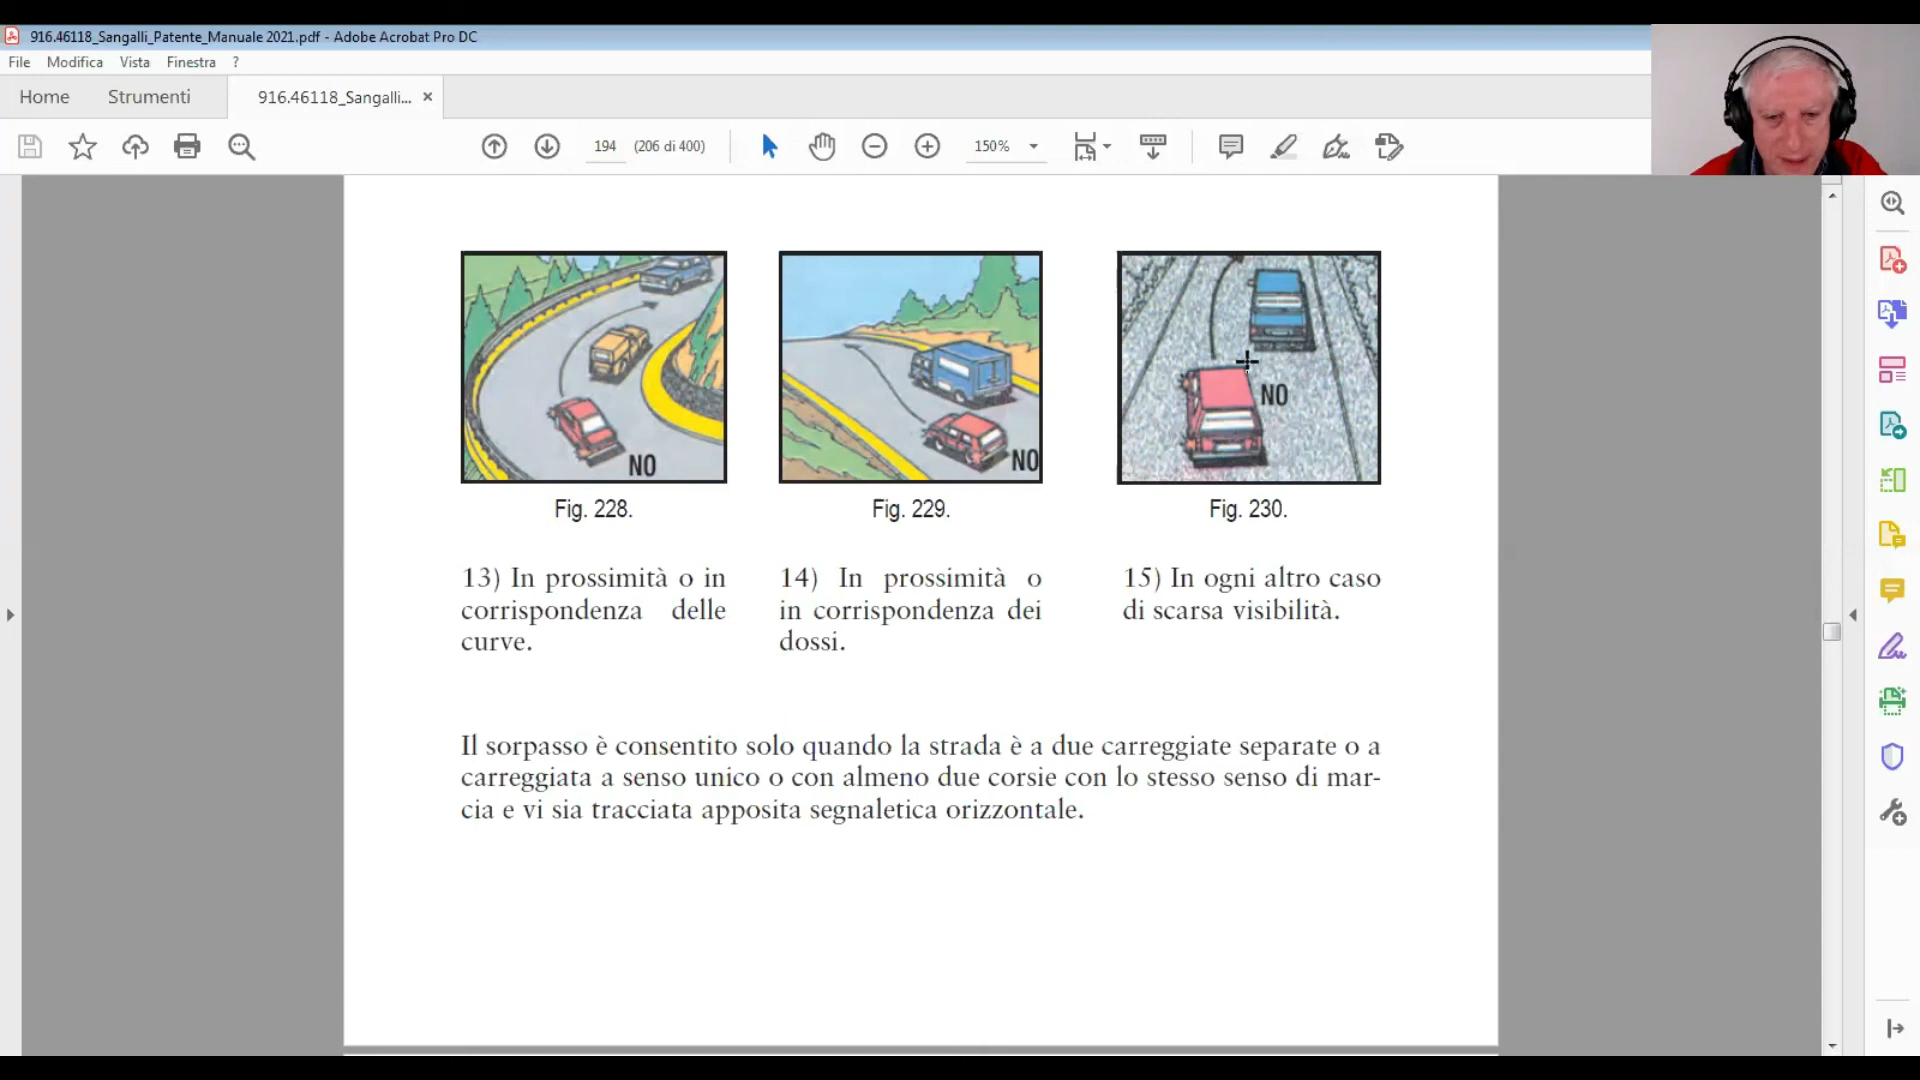 916.46118_Sangalli_Patente_Manuale 2021.pdf - Adobe Acrobat Pro DC
File Modifica Vista Finestra ?
Home Strumenti 916.46118_Sangalli... ×
194 (206 di 400) 150%
NO
NO
NO
Fig. 228. Fig. 229. Fig. 230.
13) In prossimità o in
corrispondenza delle
curve.
14) In prossimità o
in corrispondenza dei
dossi.
15) In ogni altro caso
di scarsa visibilità.
Il sorpasso è consentito solo quando la strada è a due carreggiate separate o a
carreggiata a senso unico o con almeno due corsie con lo stesso senso di mar-
cia e vi sia tracciata apposita segnaletica orizzontale.